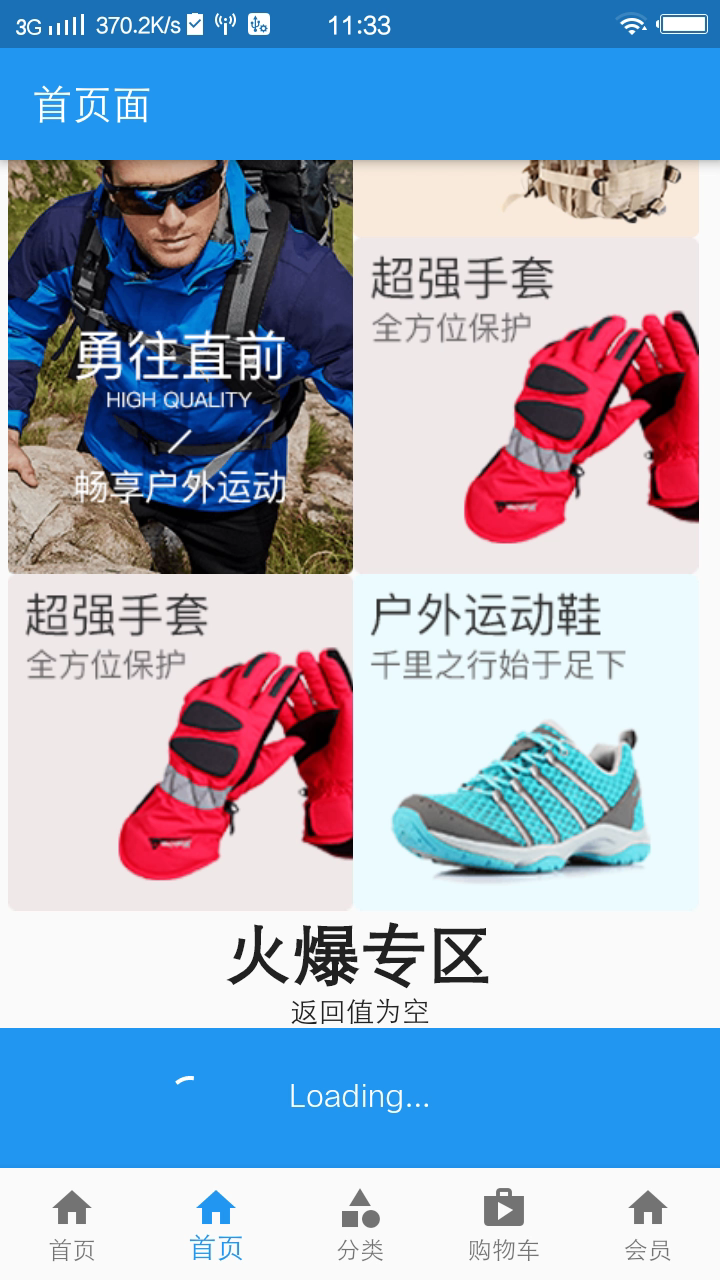 3G 370.2K/s 11:33
首页面
勇往直前
HIGH QUALITY
畅享户外运动
超强手套
全方位保护
超强手套
全方位保护
户外运动鞋
千里之行始于足下
火爆专区
返回值为空
Loading...
首页
首页
分类
购物车
会员